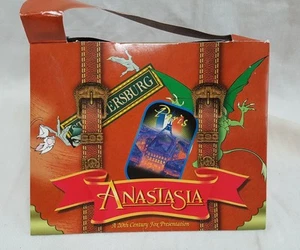 ERSBURG
Paris
ANASTASIA
A 20th Century Fox Presentation